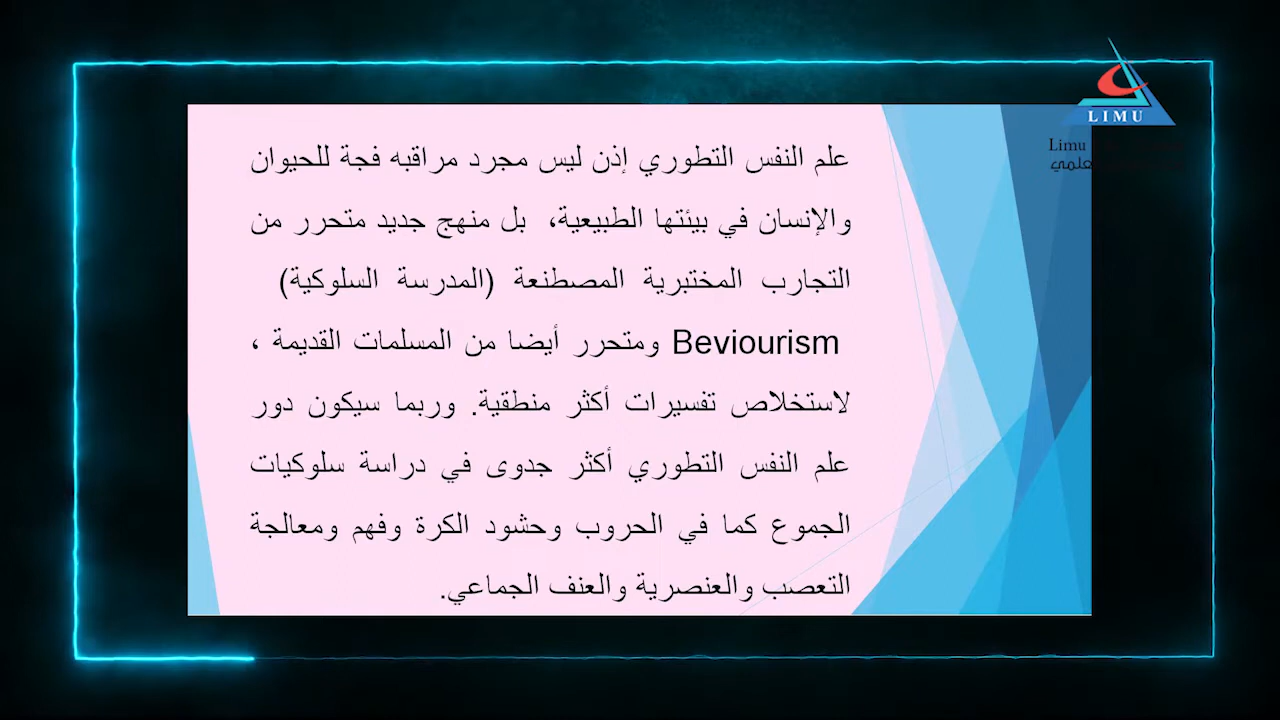 LIMU
Limu
علم النفس التطوري إذن ليس مجرد مراقبه فجة للحيوان
والإنسان في بيئتها الطبيعية، بل منهج جديد متحرر من
التجارب المختبرية المصطنعة (المدرسة السلوكية)
Beviourism ومتحرر أيضا من المسلمات القديمة ،
لاستخلاص تفسيرات أكثر منطقية. وربما سيكون دور
علم النفس التطوري أكثر جدوى في دراسة سلوكيات
الجموع كما في الحروب وحشود الكرة وفهم ومعالجة
التعصب والعنصرية والعنف الجماعي.